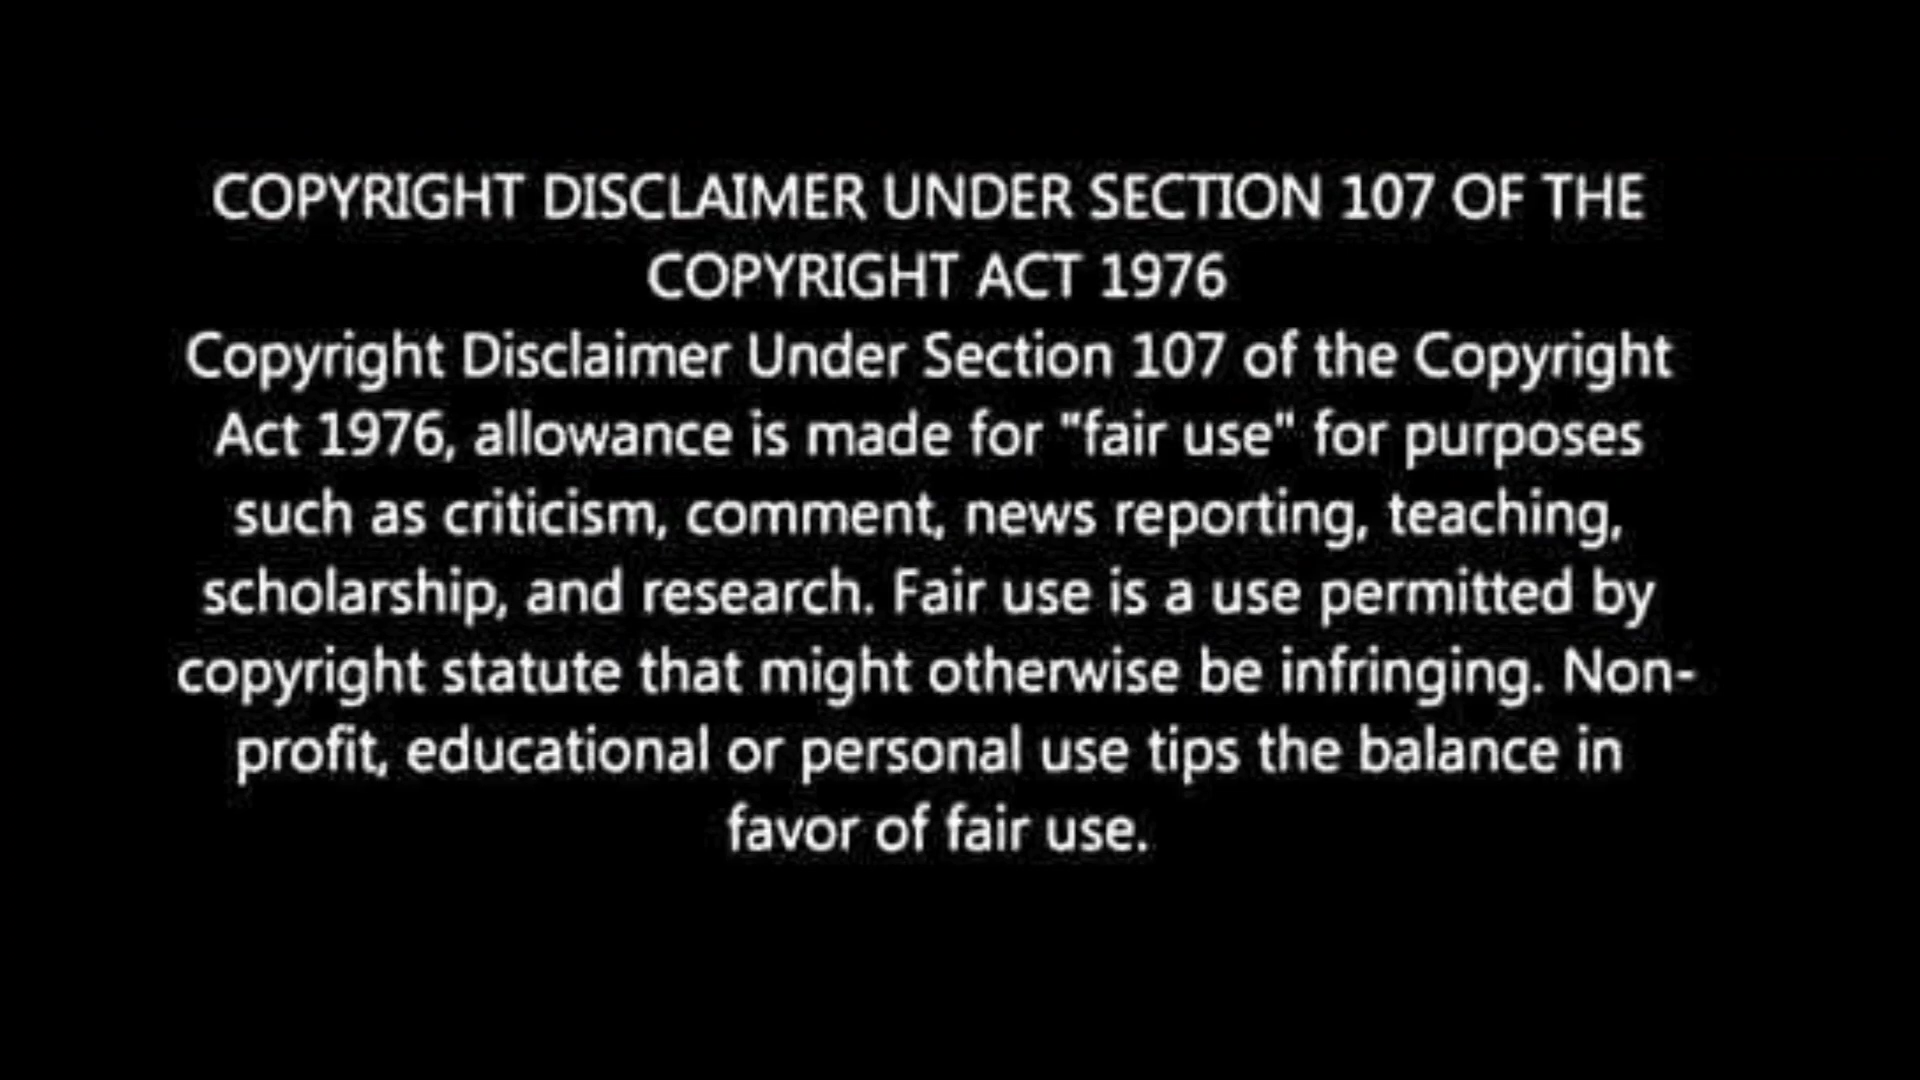 COPYRIGHT DISCLAIMER UNDER SECTION 107 OF THE
COPYRIGHT ACT 1976
Copyright Disclaimer Under Section 107 of the Copyright
Act 1976, allowance is made for "fair use" for purposes
such as criticism, comment, news reporting, teaching,
scholarship, and research. Fair use is a use permitted by
copyright statute that might otherwise be infringing. Non-
profit, educational or personal use tips the balance in
favor of fair use.